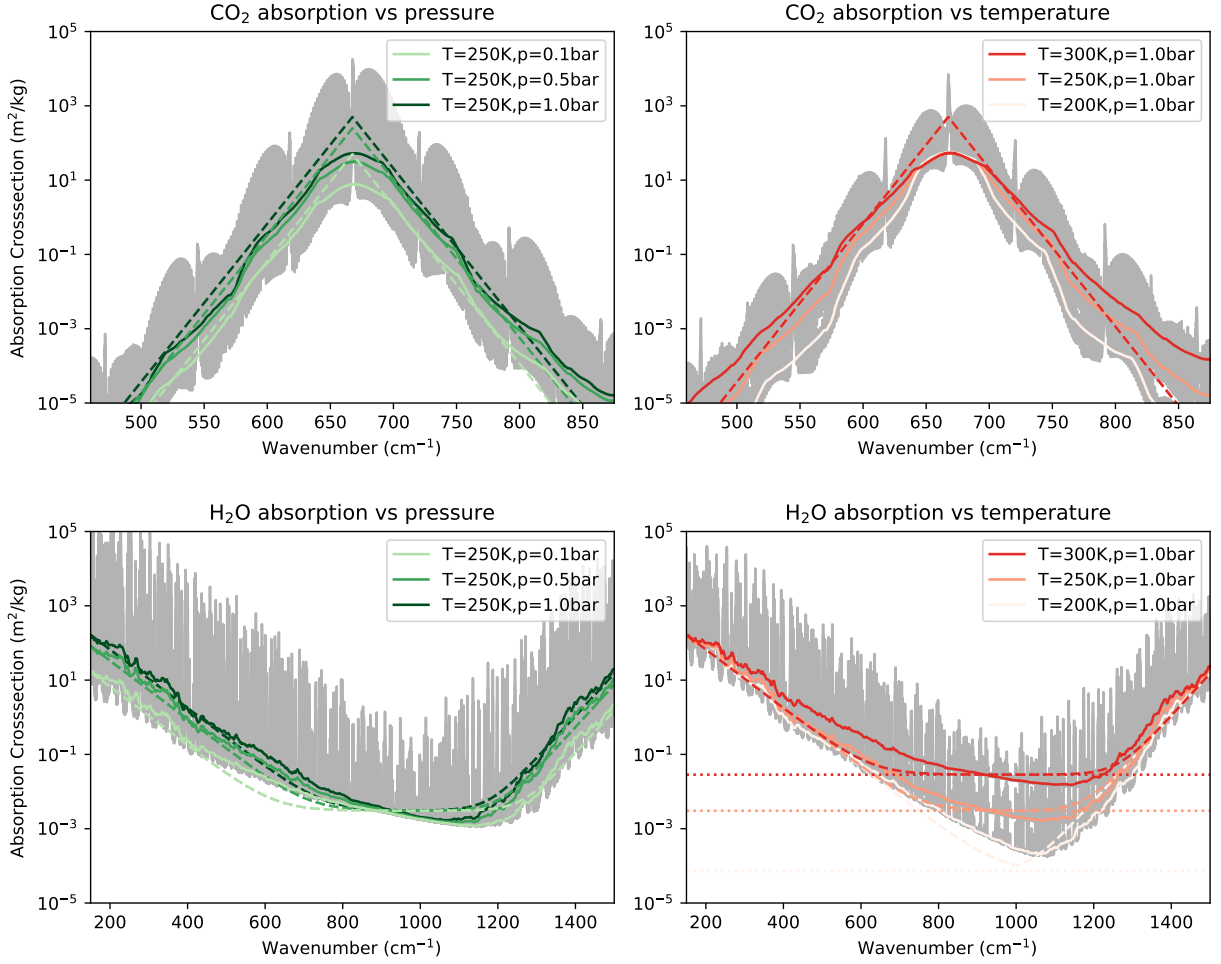 CO₂ absorption vs pressure
10⁵
10³
10¹
10⁻¹
10⁻³
10⁻⁵
Absorption Crosssection (m²/kg)
T=250K,p=0.1bar
T=250K,p=0.5bar
T=250K,p=1.0bar
500 550 600 650 700 750 800 850
Wavenumber (cm⁻¹)
CO₂ absorption vs temperature
10⁵
10³
10¹
10⁻¹
10⁻³
10⁻⁵
T=300K,p=1.0bar
T=250K,p=1.0bar
T=200K,p=1.0bar
500 550 600 650 700 750 800 850
Wavenumber (cm⁻¹)
H₂O absorption vs pressure
10⁵
10³
10¹
10⁻¹
10⁻³
10⁻⁵
Absorption Crosssection (m²/kg)
T=250K,p=0.1bar
T=250K,p=0.5bar
T=250K,p=1.0bar
200 400 600 800 1000 1200 1400
Wavenumber (cm⁻¹)
H₂O absorption vs temperature
10⁵
10³
10¹
10⁻¹
10⁻³
10⁻⁵
T=300K,p=1.0bar
T=250K,p=1.0bar
T=200K,p=1.0bar
200 400 600 800 1000 1200 1400
Wavenumber (cm⁻¹)